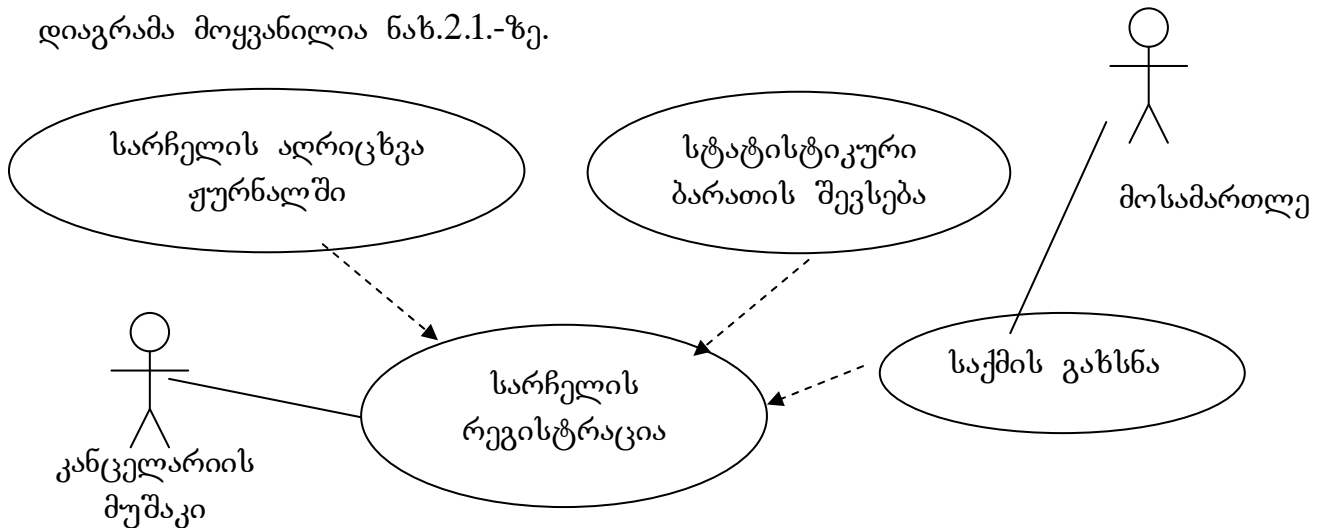 დიაგრამა მოყვანილია ნახ.2.1.-ზე.
სარჩელის აღრიცხვა
ჟურნალში
სტატისტიკური
ბარათის შევსება
მოსამართლე
საქმის გახსნა
სარჩელის
რეგისტრაცია
კანცელარიის
მუშაკი